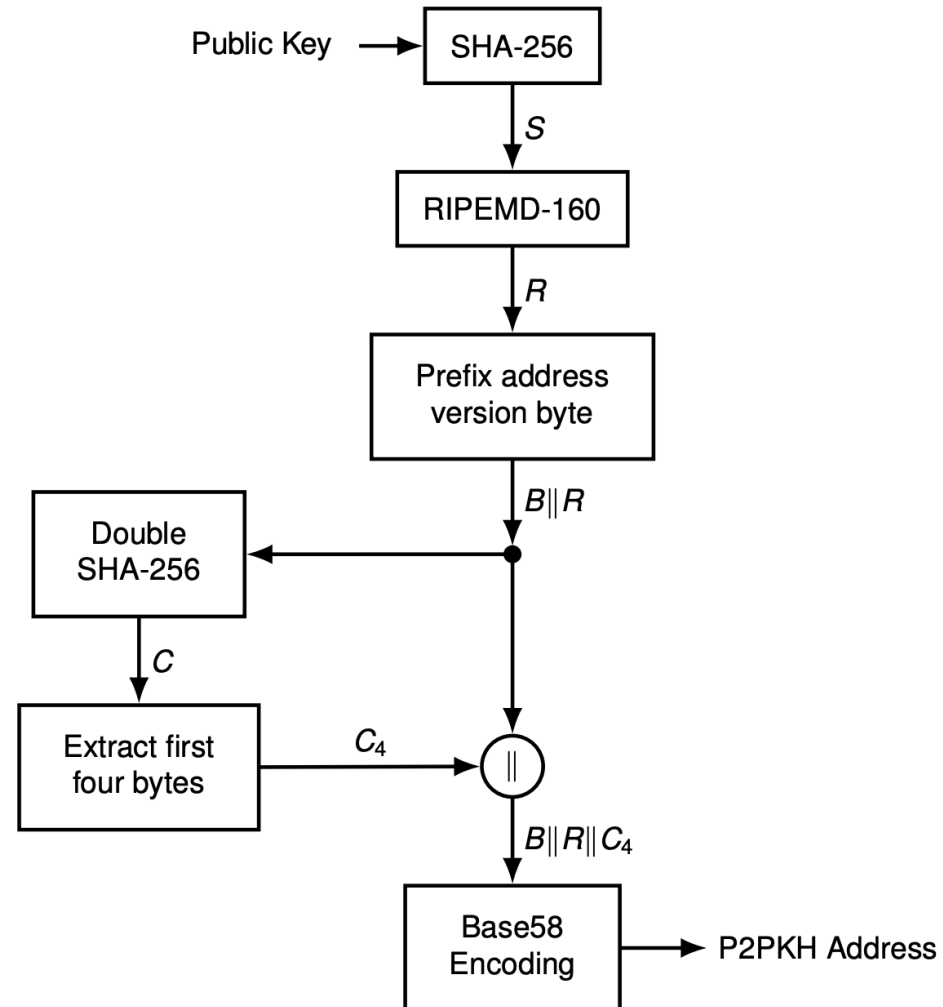 Public Key
SHA-256
S
RIPEMD-160
R
Prefix address
version byte
B||R
Double
SHA-256
C
Extract first
four bytes
C₄
||
B||R||C₄
Base58
Encoding
P2PKH Address